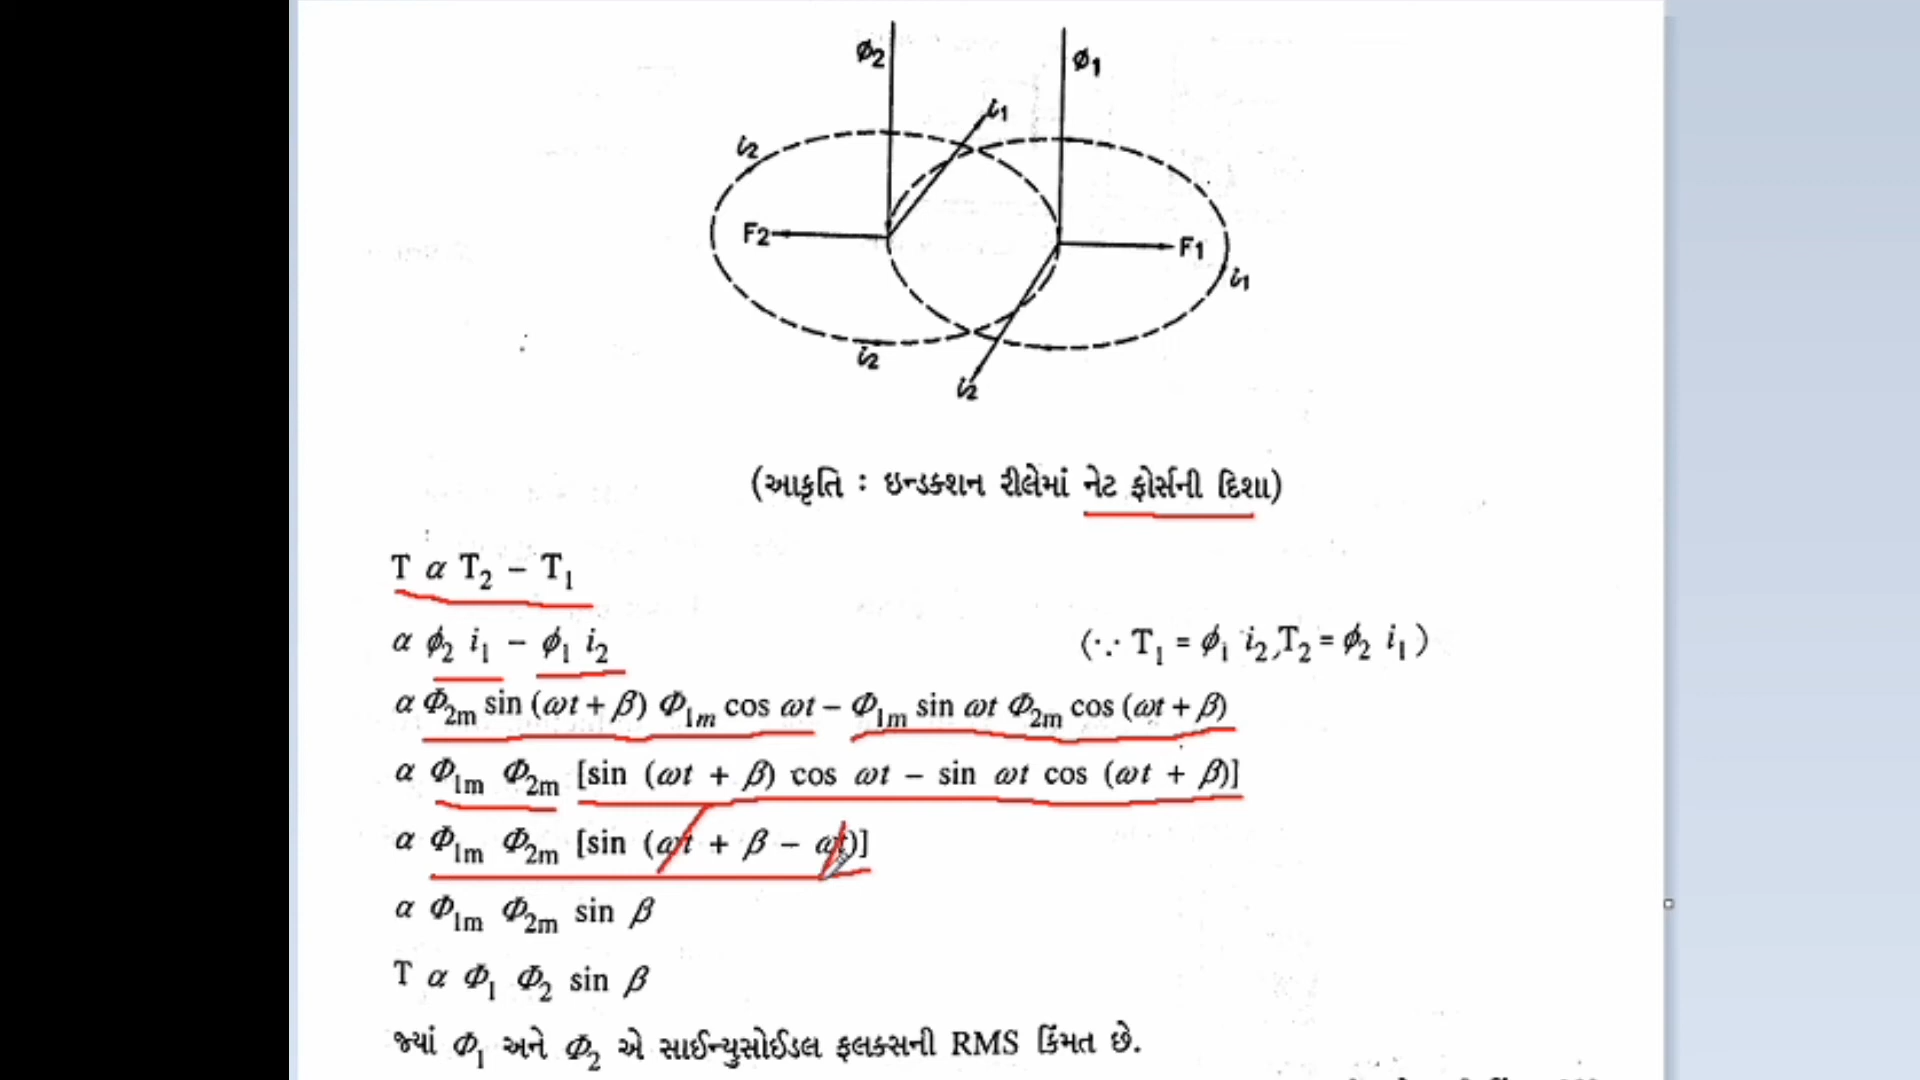 ϕ2 ϕ1
i1
i2
F2 F1
i1
i2
i2
(આકૃતિ : ઇન્ડક્શન રીલેમાં નેટ ફોર્સની દિશા)
T α T₂ − T₁
α ϕ₂ i₁ − ϕ₁ i₂ (∵ T₁ = ϕ₁ i₂, T₂ = ϕ₂ i₁)
α Φ₂ₘ sin (ωt + β) Φ₁ₘ cos ωt − Φ₁ₘ sin ωt Φ₂ₘ cos (ωt + β)
α Φ₁ₘ Φ₂ₘ [sin (ωt + β) cos ωt − sin ωt cos (ωt + β)]
α Φ₁ₘ Φ₂ₘ [sin (ωt + β − ωt)]
α Φ₁ₘ Φ₂ₘ sin β
T α Φ₁ Φ₂ sin β
જ્યાં Φ₁ અને Φ₂ એ સાઈન્યુસોઈડલ ફલક્સની RMS કિંમત છે.